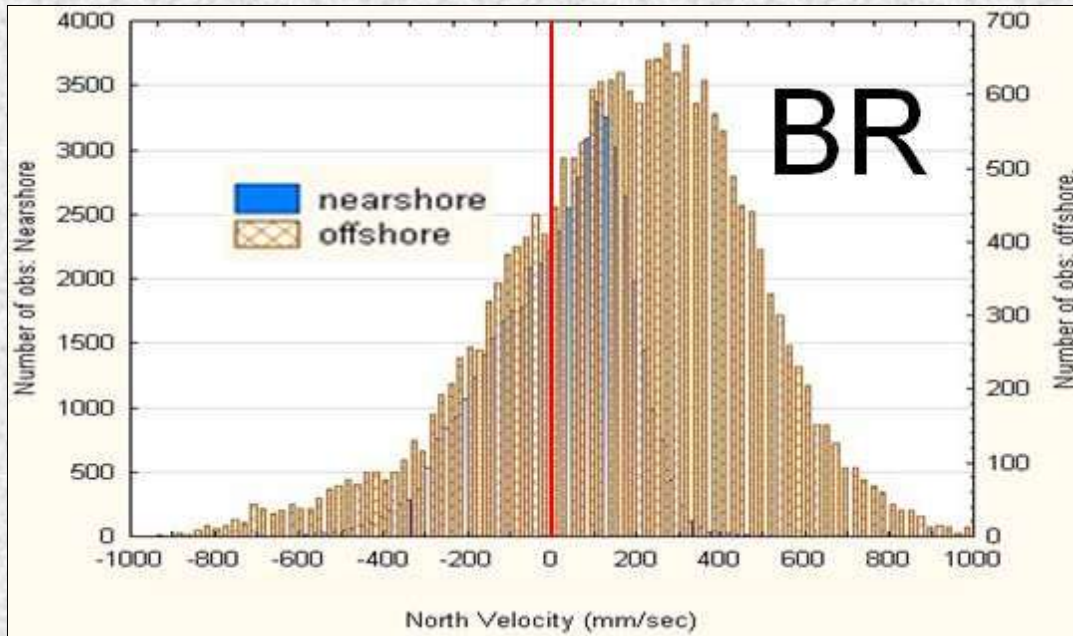 4000
3500
3000
2500
2000
1500
1000
500
0
Number of obs: Nearshore
nearshore
offshore
BR
700
600
500
400
300
200
100
0
Number of obs: offshore
-1000 -800 -600 -400 -200 0 200 400 600 800 1000
North Velocity (mm/sec)